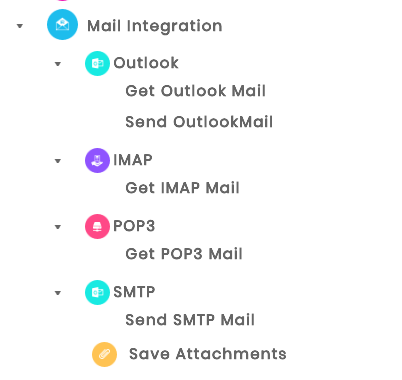 Mail Integration
Outlook
Get Outlook Mail
Send OutlookMail
IMAP
Get IMAP Mail
POP3
Get POP3 Mail
SMTP
Send SMTP Mail
Save Attachments